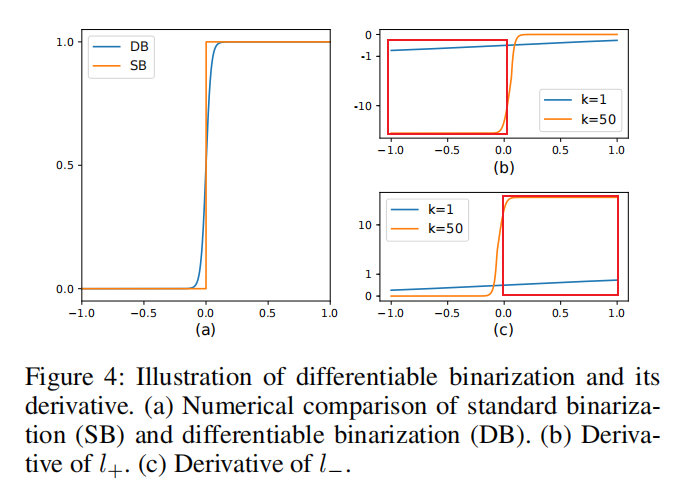 1.0
0.5
0.0
DB
SB
−1.0 −0.5 0.0 0.5 1.0
(a)
0
-1
-10
k=1
k=50
−1.0 −0.5 0.0 0.5 1.0
(b)
10
1
0
k=1
k=50
−1.0 −0.5 0.0 0.5 1.0
(c)
Figure 4: Illustration of differentiable binarization and its
derivative. (a) Numerical comparison of standard binariza-
tion (SB) and differentiable binarization (DB). (b) Deriva-
tive of l₊. (c) Derivative of l₋.